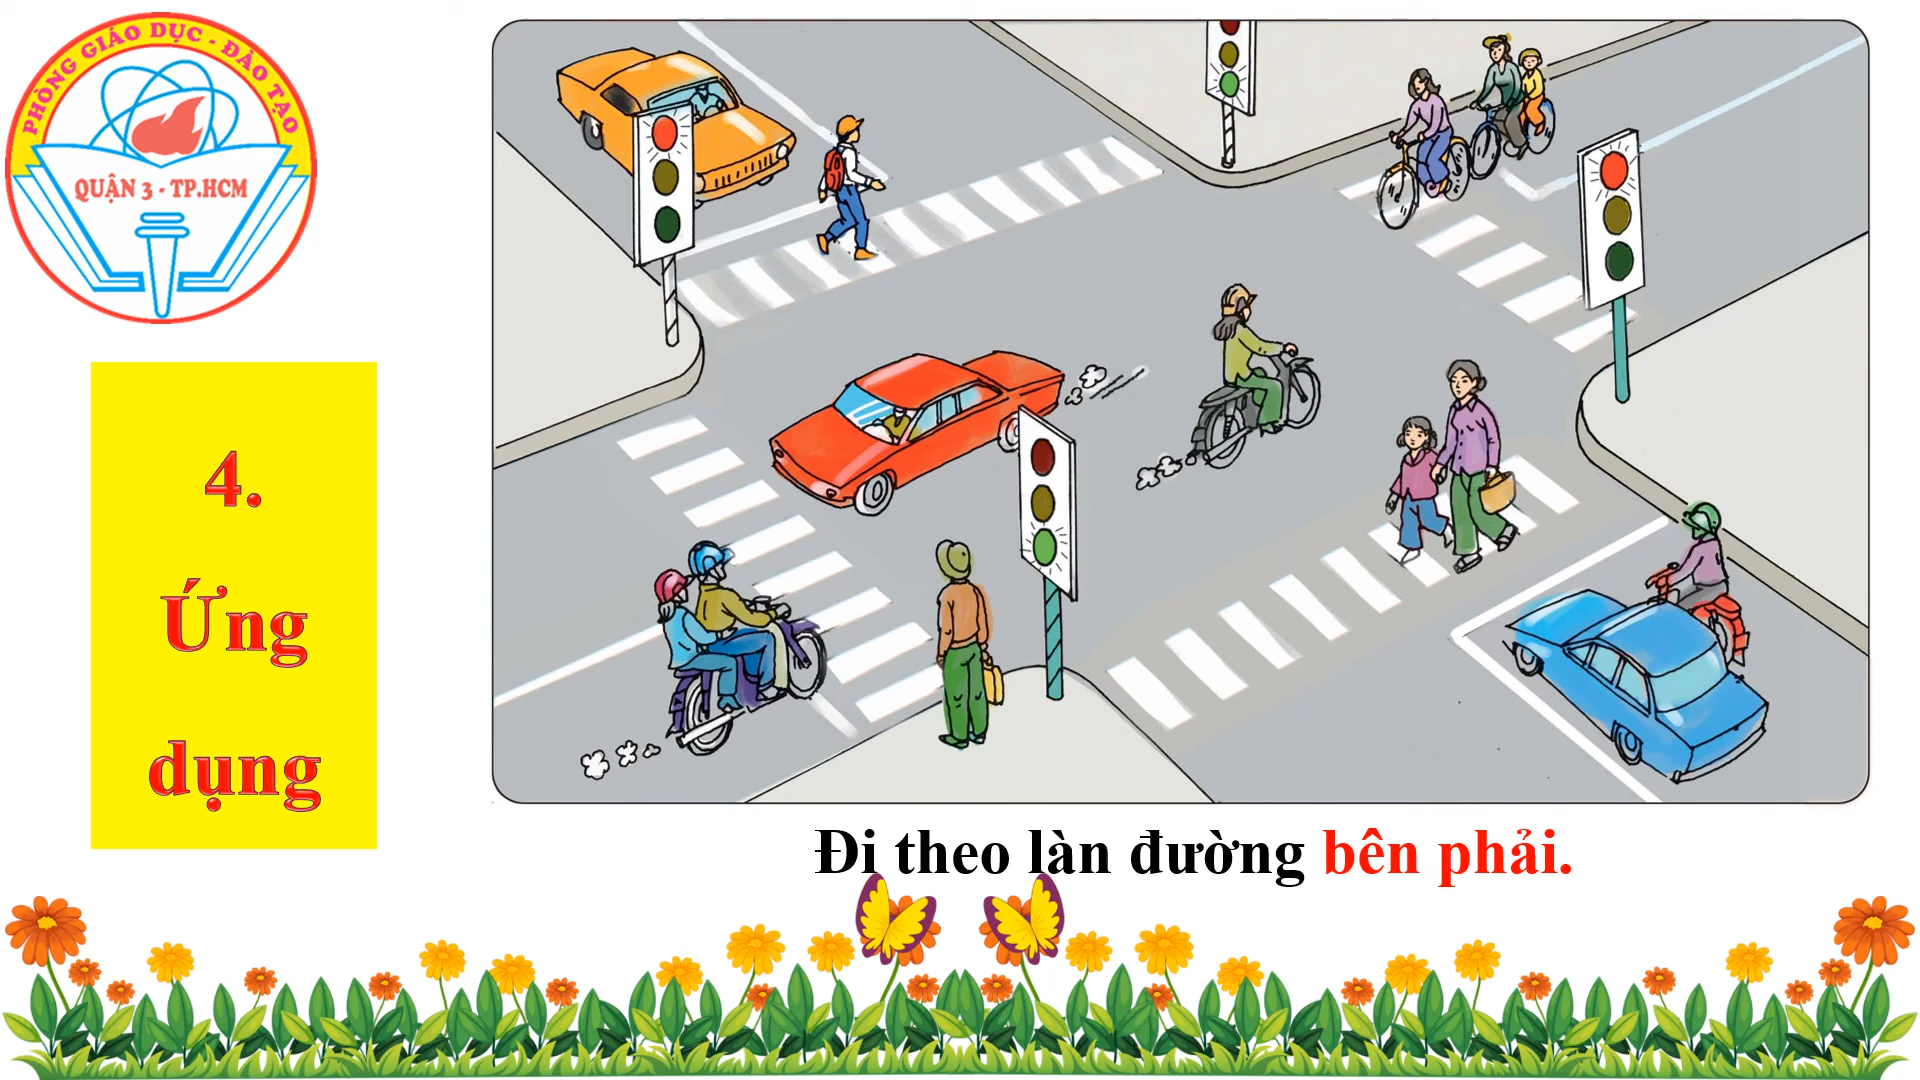 PHÒNG GIÁO DỤC - ĐÀO TẠO
QUẬN 3 - TP.HCM
4.
Ứng
dụng
Đi theo làn đường bên phải.